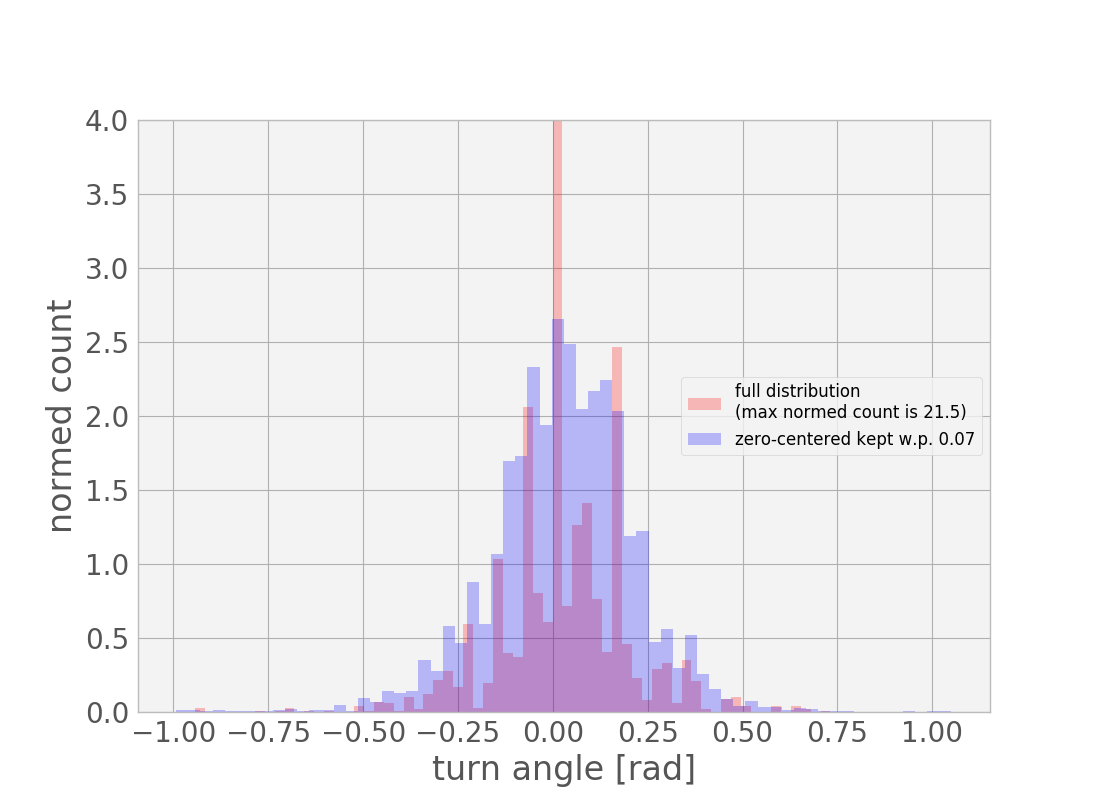 4.0
3.5
3.0
2.5
2.0
1.5
1.0
0.5
0.0
normed count
full distribution
(max normed count is 21.5)
zero-centered kept w.p. 0.07
−1.00 −0.75 −0.50 −0.25 0.00 0.25 0.50 0.75 1.00
turn angle [rad]